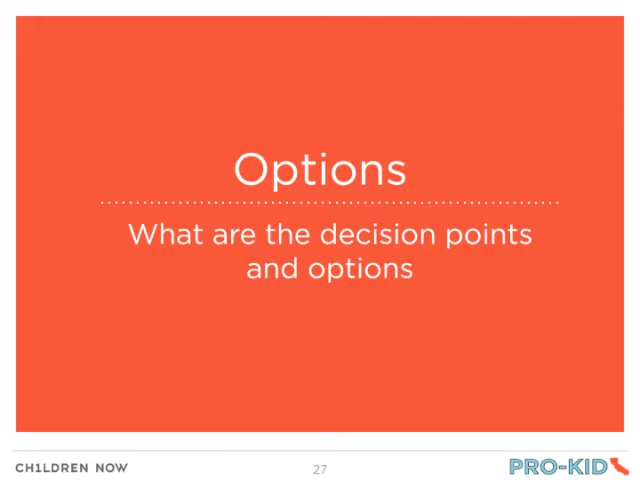 Options
What are the decision points
and options
CH1LDREN NOW
27
PRO-KID